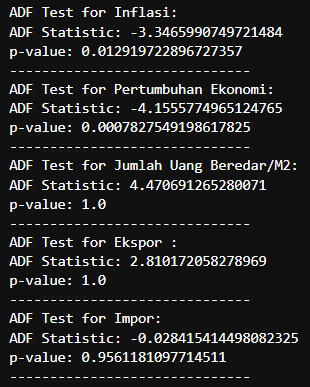 ADF Test for Inflasi:
ADF Statistic: -3.3465990749721484
p-value: 0.012919722896727357
------------------------------
ADF Test for Pertumbuhan Ekonomi:
ADF Statistic: -4.1555774965124765
p-value: 0.0007827549198617825
------------------------------
ADF Test for Jumlah Uang Beredar/M2:
ADF Statistic: 4.470691265280071
p-value: 1.0
------------------------------
ADF Test for Ekspor :
ADF Statistic: 2.810172058278969
p-value: 1.0
------------------------------
ADF Test for Impor:
ADF Statistic: -0.028415414498082325
p-value: 0.9561181097714511
------------------------------